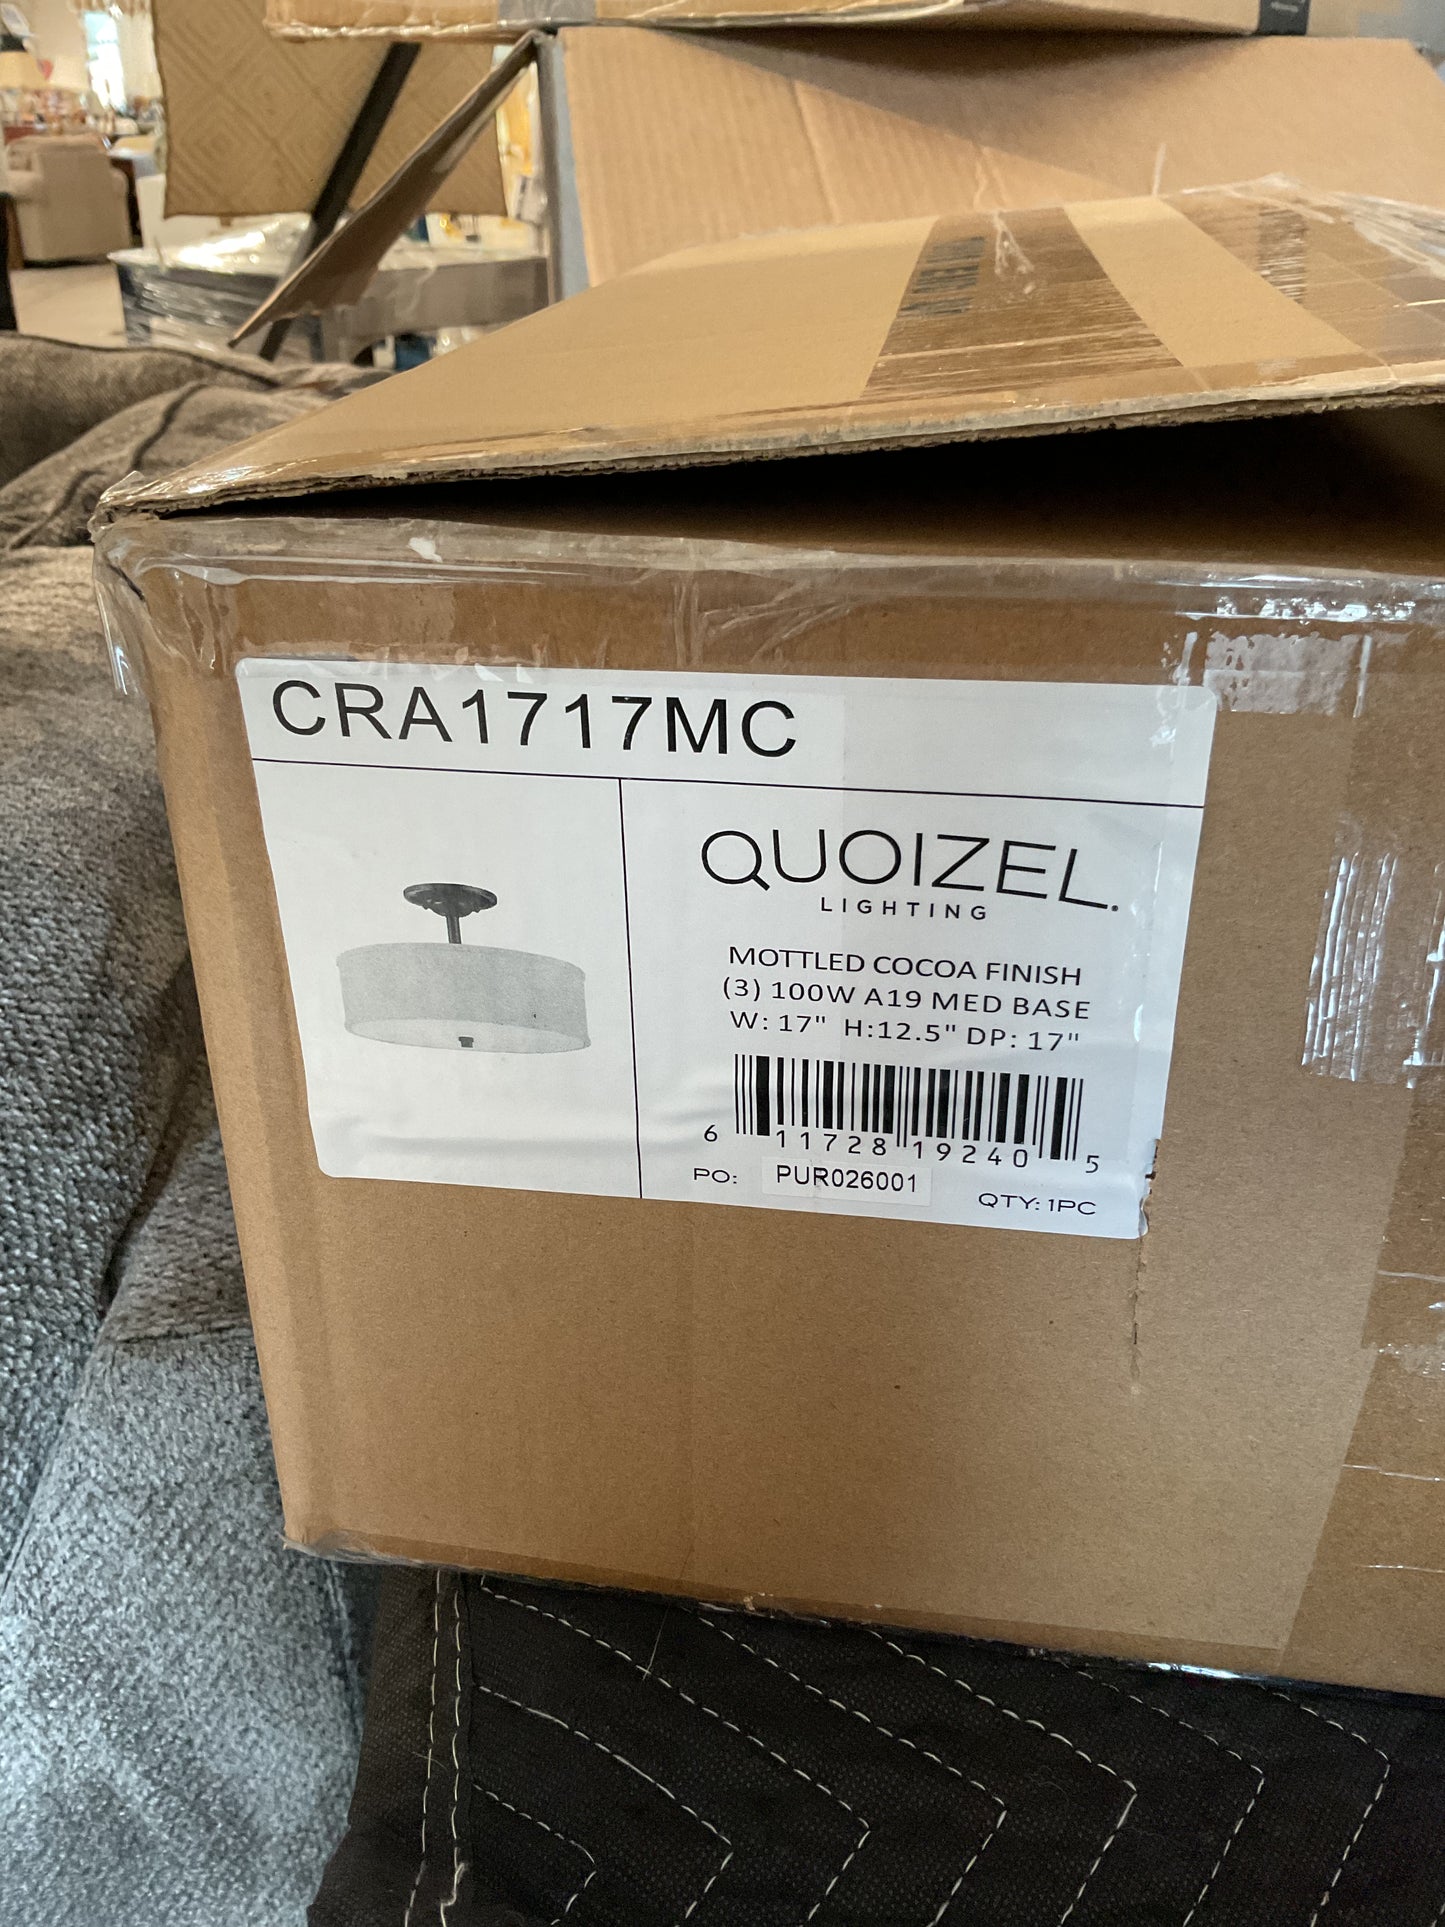 CRA1717MC
QUOIZEL.
LIGHTING
MOTTLED COCOA FINISH
(3) 100W A19 MED BASE
W: 17" H:12.5" DP: 17"
6 11728 19240 5
PO: PUR026001
QTY: 1PC